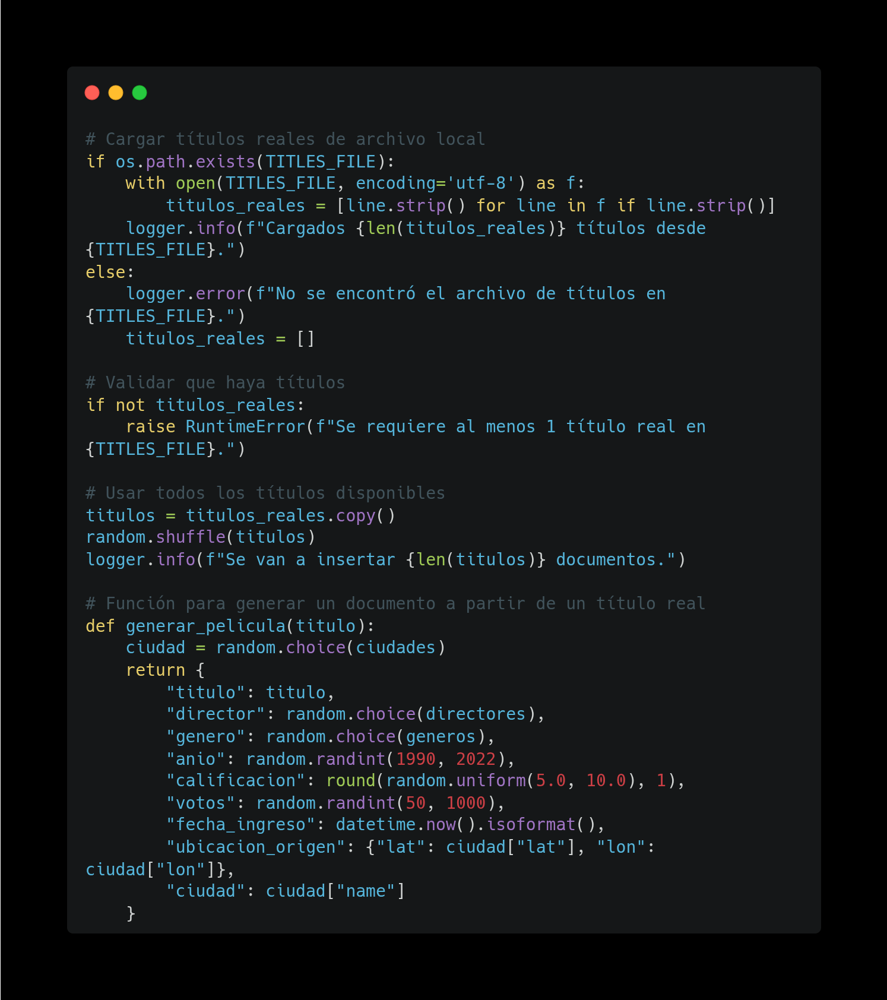 # Cargar títulos reales de archivo local
if os.path.exists(TITLES_FILE):
    with open(TITLES_FILE, encoding='utf-8') as f:
        titulos_reales = [line.strip() for line in f if line.strip()]
    logger.info(f"Cargados {len(titulos_reales)} títulos desde
{TITLES_FILE}.")
else:
    logger.error(f"No se encontró el archivo de títulos en
{TITLES_FILE}.")
    titulos_reales = []

# Validar que haya títulos
if not titulos_reales:
    raise RuntimeError(f"Se requiere al menos 1 título real en
{TITLES_FILE}.")

# Usar todos los títulos disponibles
titulos = titulos_reales.copy()
random.shuffle(titulos)
logger.info(f"Se van a insertar {len(titulos)} documentos.")

# Función para generar un documento a partir de un título real
def generar_pelicula(titulo):
    ciudad = random.choice(ciudades)
    return {
        "titulo": titulo,
        "director": random.choice(directores),
        "genero": random.choice(generos),
        "anio": random.randint(1990, 2022),
        "calificacion": round(random.uniform(5.0, 10.0), 1),
        "votos": random.randint(50, 1000),
        "fecha_ingreso": datetime.now().isoformat(),
        "ubicacion_origen": {"lat": ciudad["lat"], "lon":
ciudad["lon"]},
        "ciudad": ciudad["name"]
    }